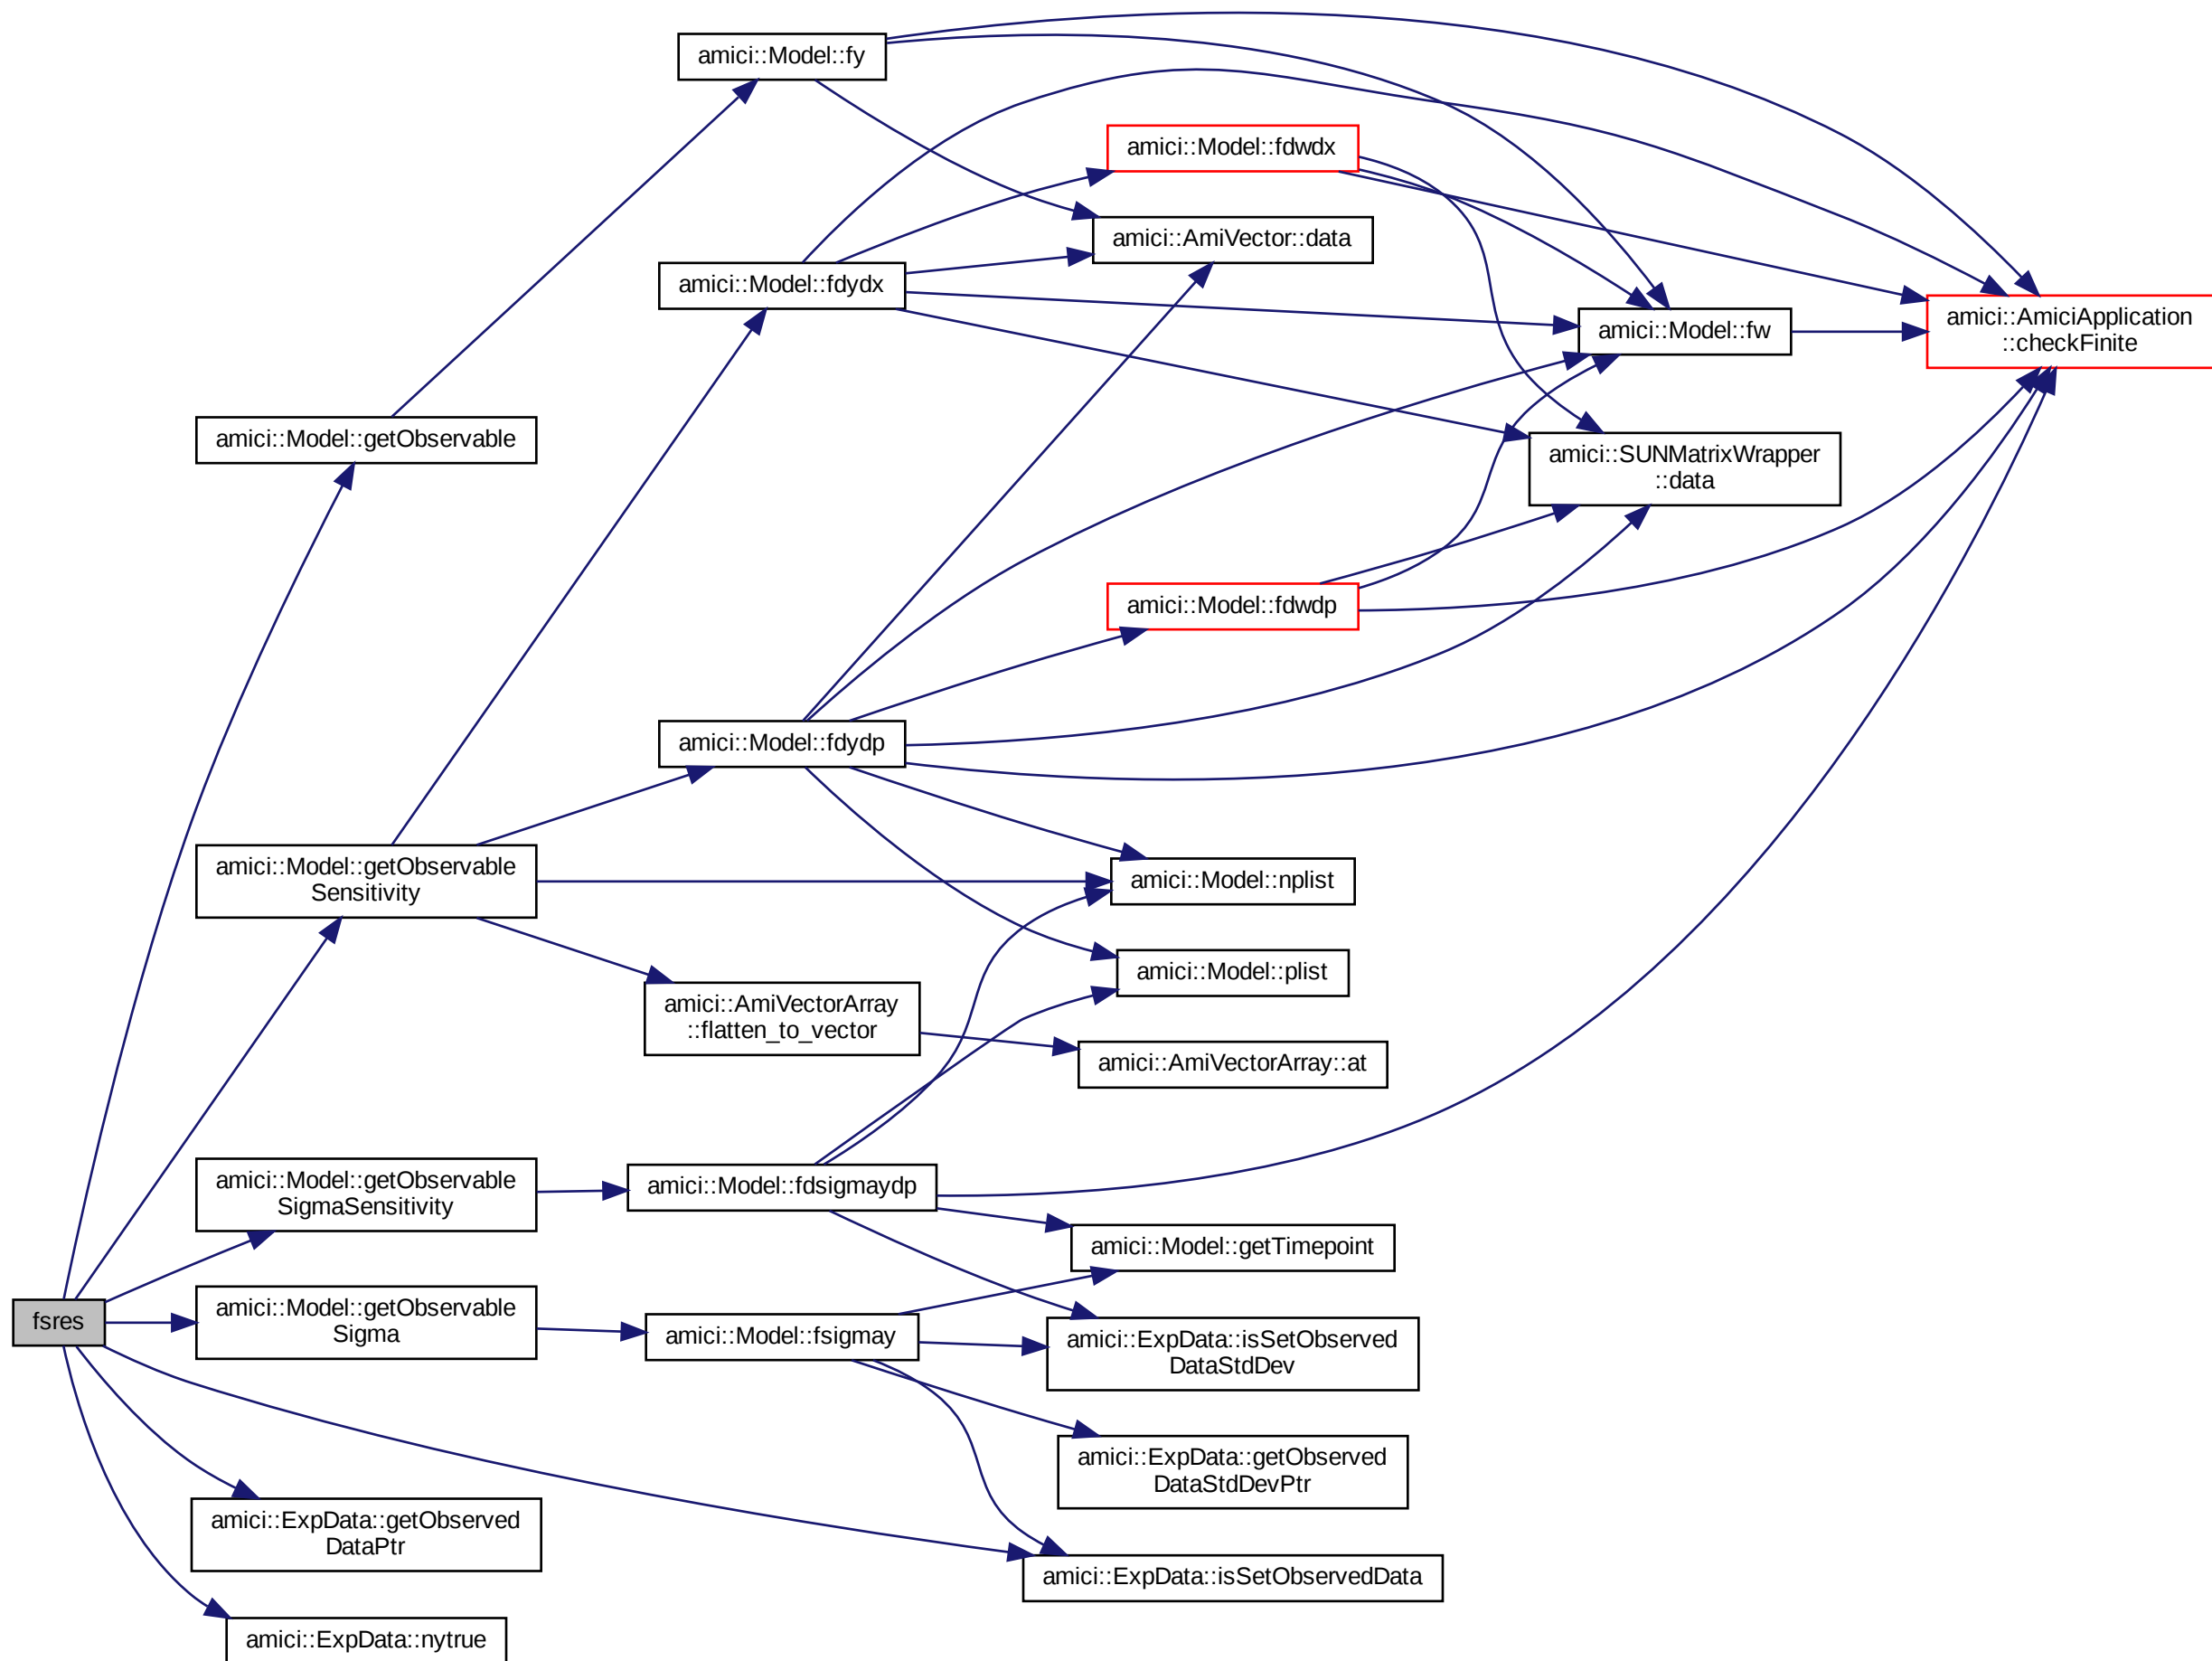 amici::Model::fy
amici::Model::fdwdx
amici::AmiVector::data
amici::Model::fdydx
amici::AmiciApplication
::checkFinite
amici::Model::fw
amici::Model::getObservable
amici::SUNMatrixWrapper
::data
amici::Model::fdwdp
amici::Model::fdydp
amici::Model::getObservable
Sensitivity
amici::Model::nplist
amici::Model::plist
amici::AmiVectorArray
::flatten_to_vector
amici::AmiVectorArray::at
amici::Model::getObservable
SigmaSensitivity
amici::Model::fdsigmaydp
amici::Model::getTimepoint
fsres
amici::Model::getObservable
Sigma
amici::Model::fsigmay
amici::ExpData::isSetObserved
DataStdDev
amici::ExpData::getObserved
DataStdDevPtr
amici::ExpData::getObserved
DataPtr
amici::ExpData::isSetObservedData
amici::ExpData::nytrue